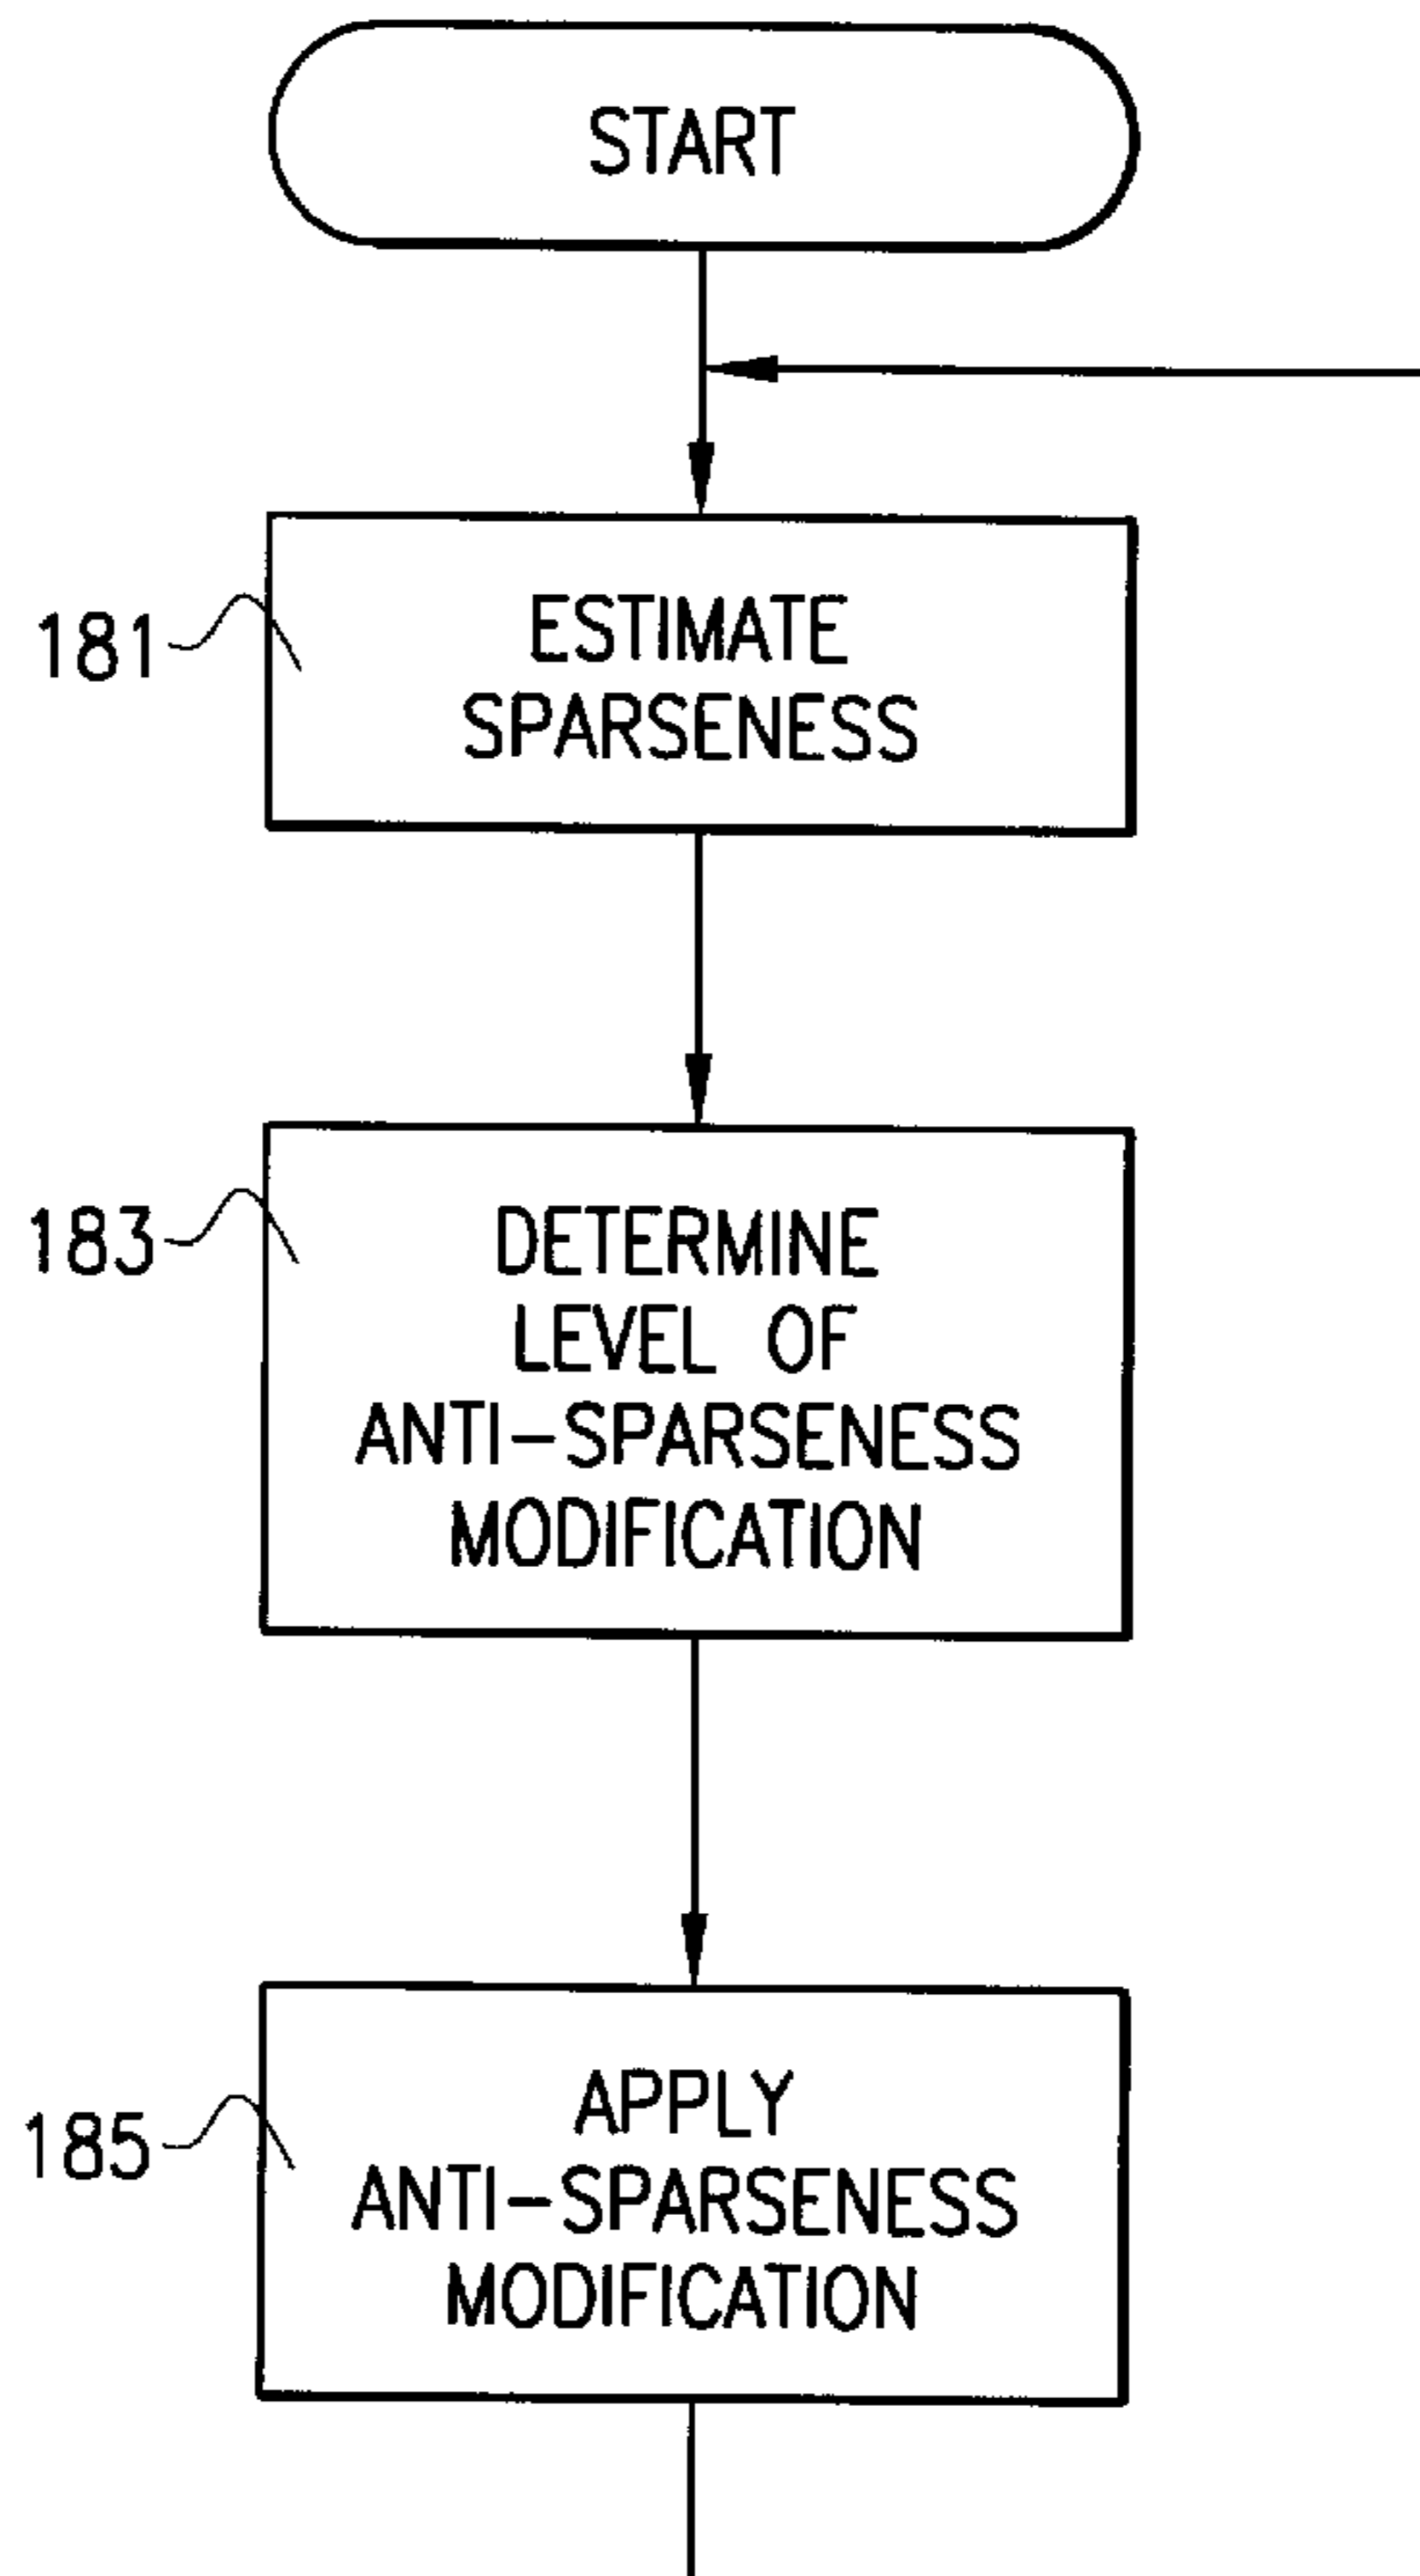 START
181
ESTIMATE
SPARSENESS
183
DETERMINE
LEVEL OF
ANTI-SPARSENESS
MODIFICATION
185
APPLY
ANTI-SPARSENESS
MODIFICATION